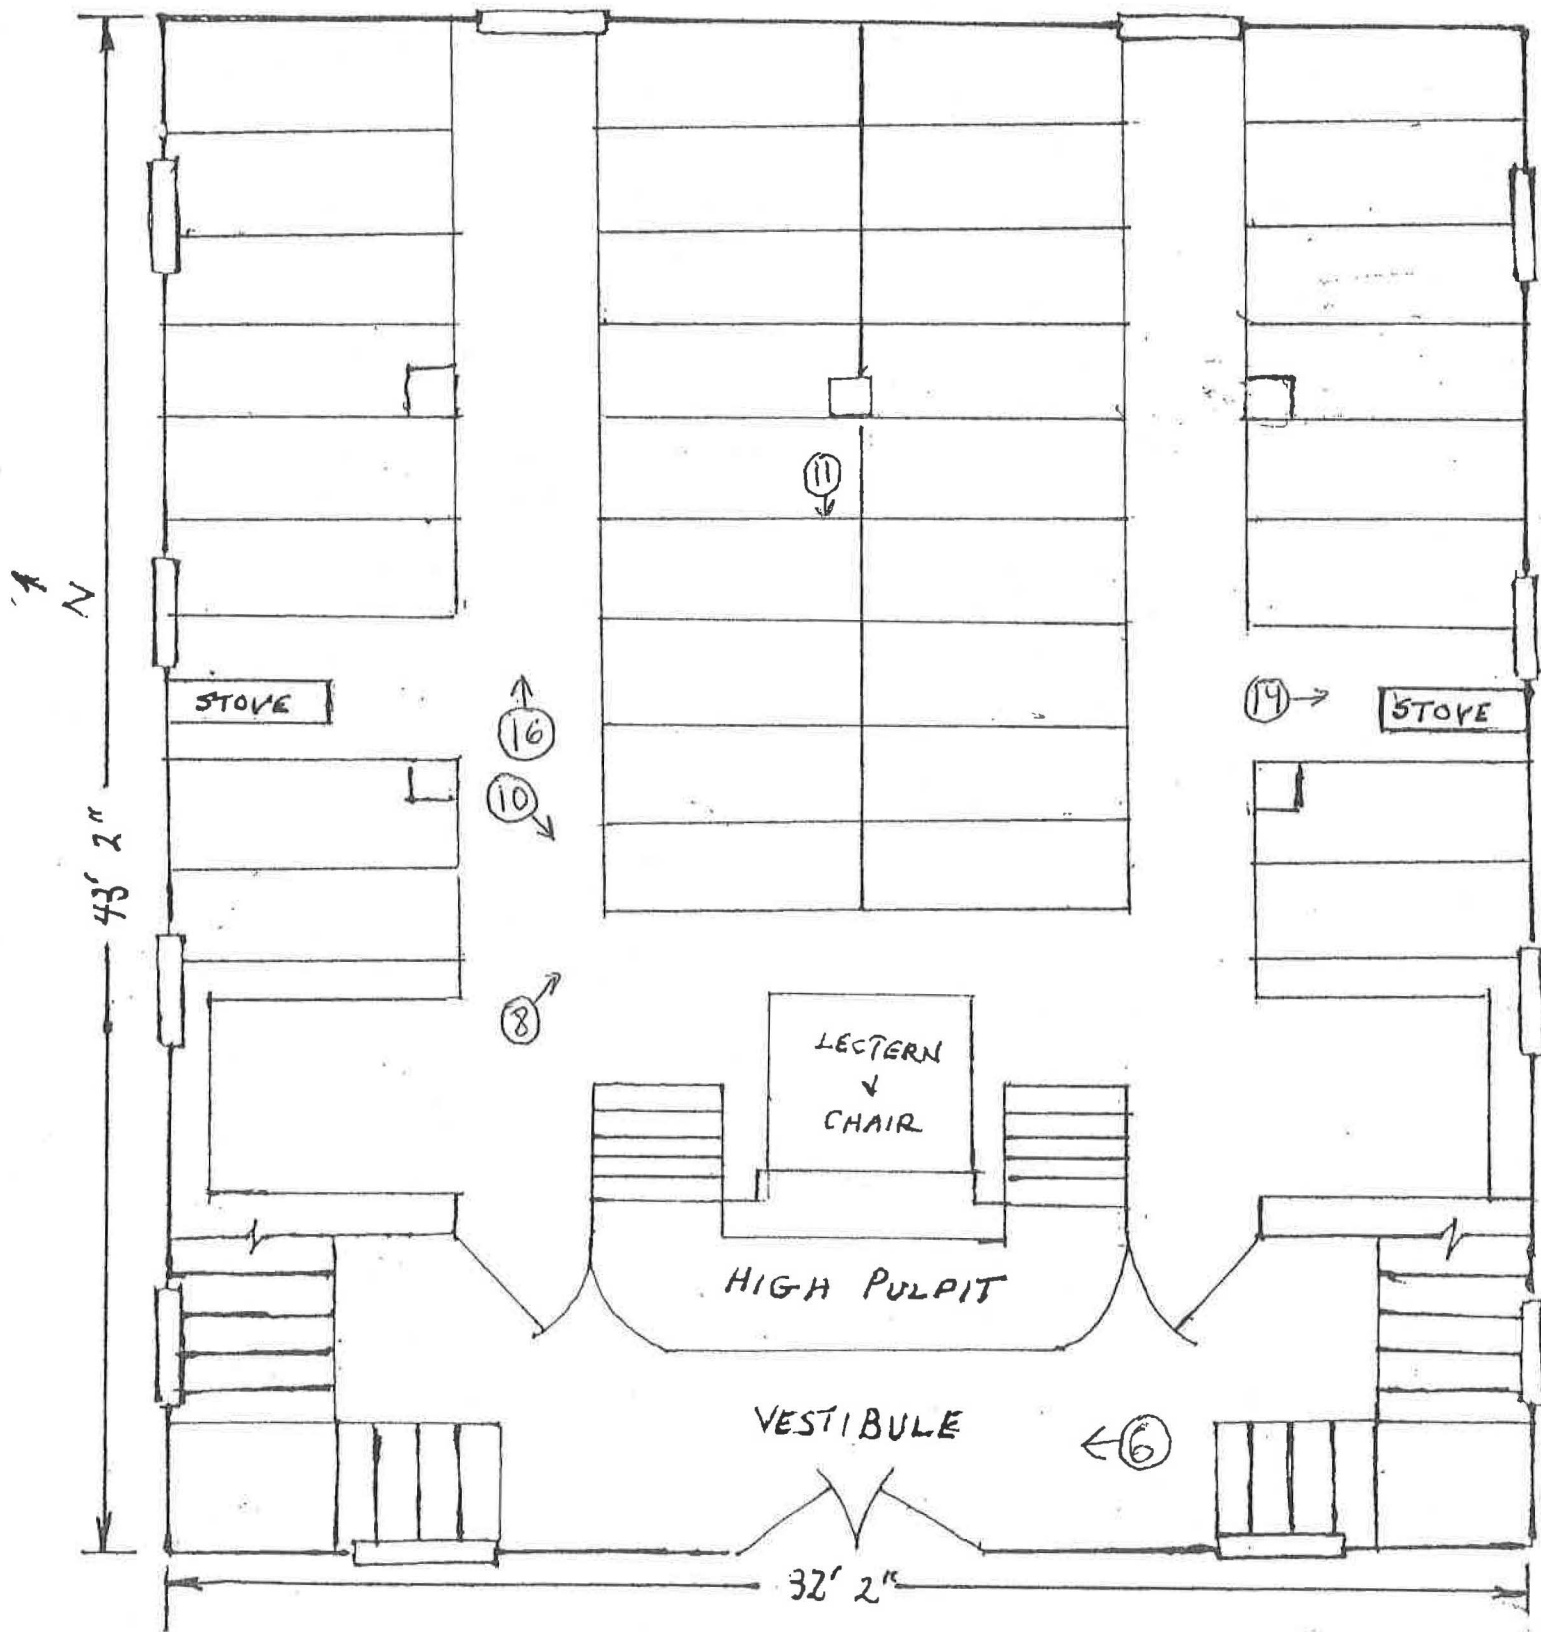 11
N
STOVE
16
14
STOVE
10
43' 2"
8
LECTERN
&
CHAIR
HIGH PULPIT
VESTIBULE
6
32' 2"